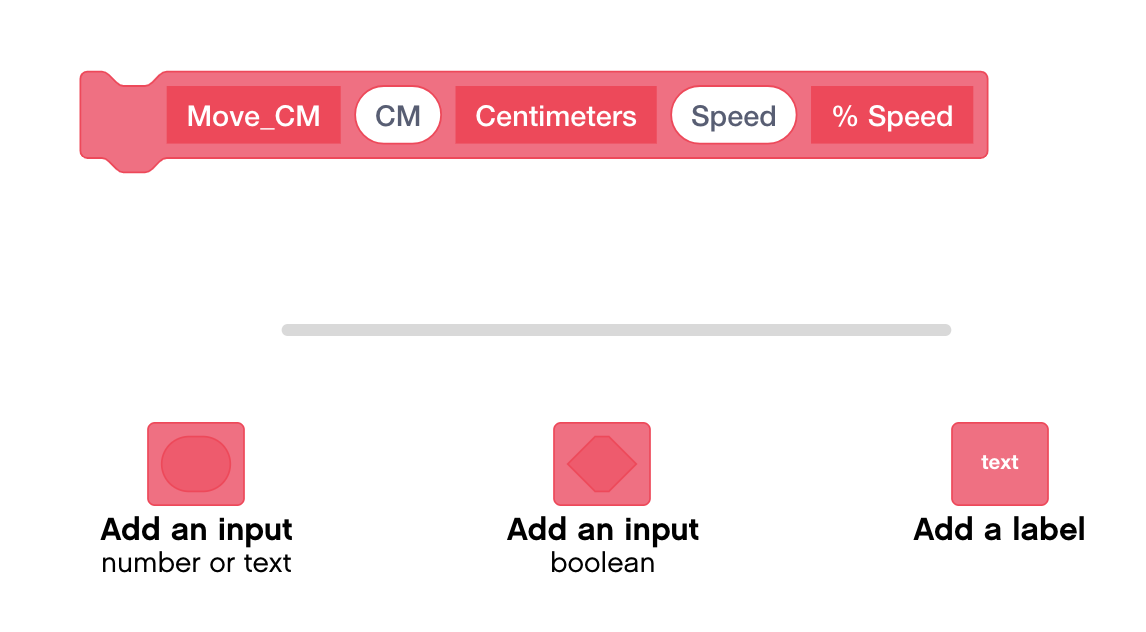 Move_CM CM Centimeters Speed % Speed
text
Add an input Add an input Add a label
number or text boolean